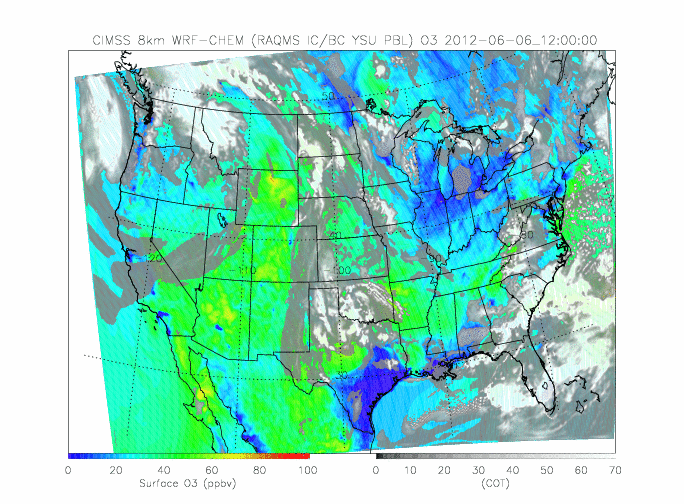 CIMSS 8km WRF-CHEM (RAQMS IC/BC YSU PBL) O3 2012-06-06_12:00:00
50
40
-120 -110 -100 -90 -80
30
0 20 40 60 80 100 0 10 20 30 40 50 60 70
Surface O3 (ppbv) (COT)